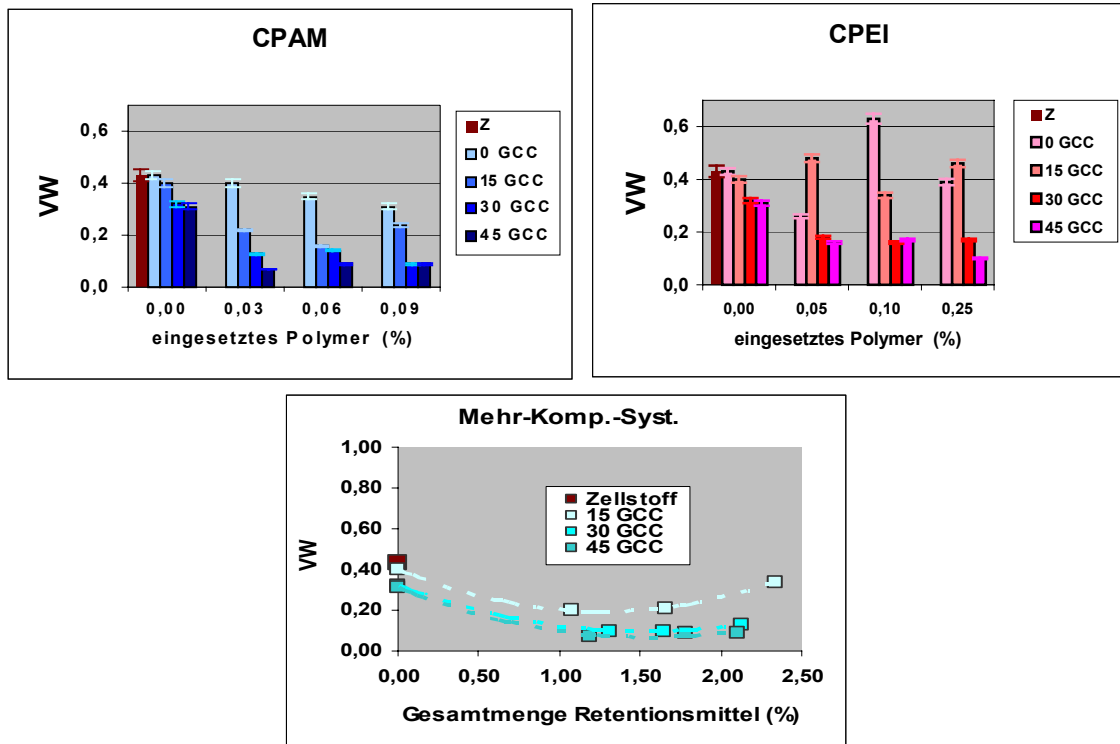 CPAM
VW
0,6
0,4
0,2
0,0
0,00 0,03 0,06 0,09
eingesetztes Polymer (%)
Z
0 GCC
15 GCC
30 GCC
45 GCC
CPEI
VW
0,6
0,4
0,2
0,0
0,00 0,05 0,10 0,25
eingesetztes Polymer (%)
Z
0 GCC
15 GCC
30 GCC
45 GCC
Mehr-Komp.-Syst.
VW
1,00
0,80
0,60
0,40
0,20
0,00
0,00 0,50 1,00 1,50 2,00 2,50
Gesamtmenge Retentionsmittel (%)
Zellstoff
15 GCC
30 GCC
45 GCC